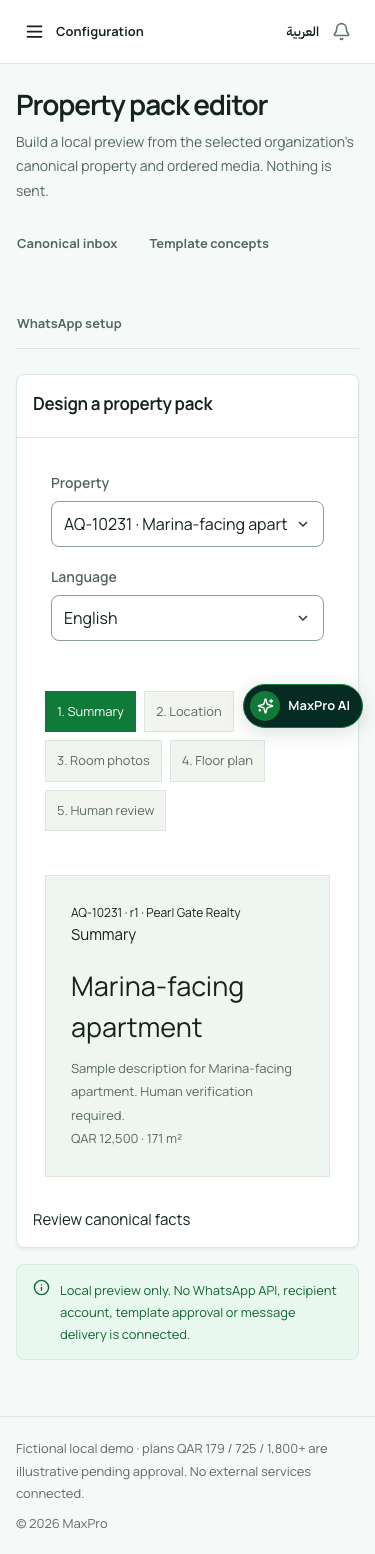 Configuration
العربية
Property pack editor
Build a local preview from the selected organization's
canonical property and ordered media. Nothing is
sent.
Canonical inbox
Template concepts
WhatsApp setup
Design a property pack
Property
AQ-10231 · Marina-facing apart
Language
English
1. Summary
2. Location
MaxPro AI
3. Room photos
4. Floor plan
5. Human review
AQ-10231 · r1 · Pearl Gate Realty
Summary
Marina-facing
apartment
Sample description for Marina-facing
apartment. Human verification
required.
QAR 12,500 · 171 m²
Review canonical facts
Local preview only. No WhatsApp API, recipient
account, template approval or message
delivery is connected.
Fictional local demo · plans QAR 179 / 725 / 1,800+ are
illustrative pending approval. No external services
connected.
© 2026 MaxPro